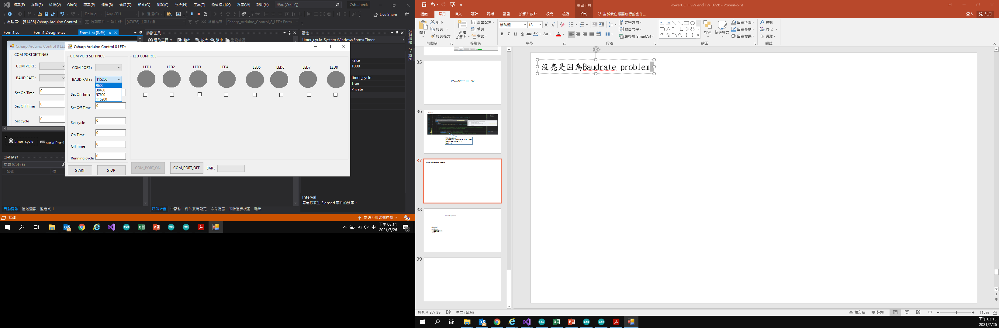 檔案(F) 編輯(E) 檢視(V) Git(G) 專案(P) 建置(B) 偵錯(D) 格式(O) 測試(S) 分析(N) 工具(T) 延伸模組(X) 視窗(W) 說明(H) 搜尋 (Ctrl+Q) Csh...heck
Debug Any CPU 繼續(C) Live Share
處理序: [51436] Csharp Arduino Control 週期事件 執行緒: [47876] 主執行緒 堆疊框架: Csharp_Arduino_Control_8_LEDs.Form1
Form1.cs Form1.Designer.cs Form1.cs [設計] 診斷工具 屬性
選取工具 輸出 放大 縮小 重設檢視 timer_cycle System.Windows.Forms.Timer
方案總管
Git 變更
Csharp Arduino Control 8 LE
COM PORT SETTINGS
COM PORT :
BAUD RATE :
Set On Time 0
Set Off Time 0
Set cycle 0
Csharp Arduino Control 8 LEDs
COM PORT SETTINGS LED CONTROL
COM PORT : LED1 LED2 LED3 LED4 LED5 LED6 LED7 LED8
BAUD RATE : 115200
9600
38400
57600
115200
Set On Time
Set Off Time 0
Set cycle 0
On Time 0
Off Time 0
Running cycle 0
START STOP COM_PORT_ON COM_PORT_OFF BAR :
False
1000
timer_cycle
True
Private
timer_cycle serialPort1
自動變數
搜尋 (Ctrl+E)
名稱 值
Interval
每毫秒發生 Elapsed 事件的頻率。
自動變數 區域變數 監看式 1 呼叫堆疊 中斷點 例外狀況設定 命令視窗 即時運算視窗 輸出
就緒 新增至原始檔控制 3
中 下午 03:14
2021/7/26 5
繪圖工具 PowerCC III SW and FW_0726 - PowerPoint
檔案 常用 插入 設計 轉場 動畫 投影片放映 校閱 檢視 格式 告訴我您想要執行的動作... 登入 共用
貼上 剪下 複製 複製格式 新增投影片 版面配置 重設 章節 標楷體 18 文字方向 對齊文字 轉換成 SmartArt 排列 快速樣式 圖案填滿 圖案外框 圖案效果 尋找 取代 選取
B I U S abc AV Aa A
剪貼簿 投影片 字型 段落 繪圖 編輯
35
PowerCC III FW
36
37
沒亮是因為Baudrate problem
38
Baudrate problem
39
沒亮是因為Baudrate problem
投影片 37/ 39 中文 (台灣) 備忘稿 註解 115%
下午 03:13
2021/7/26